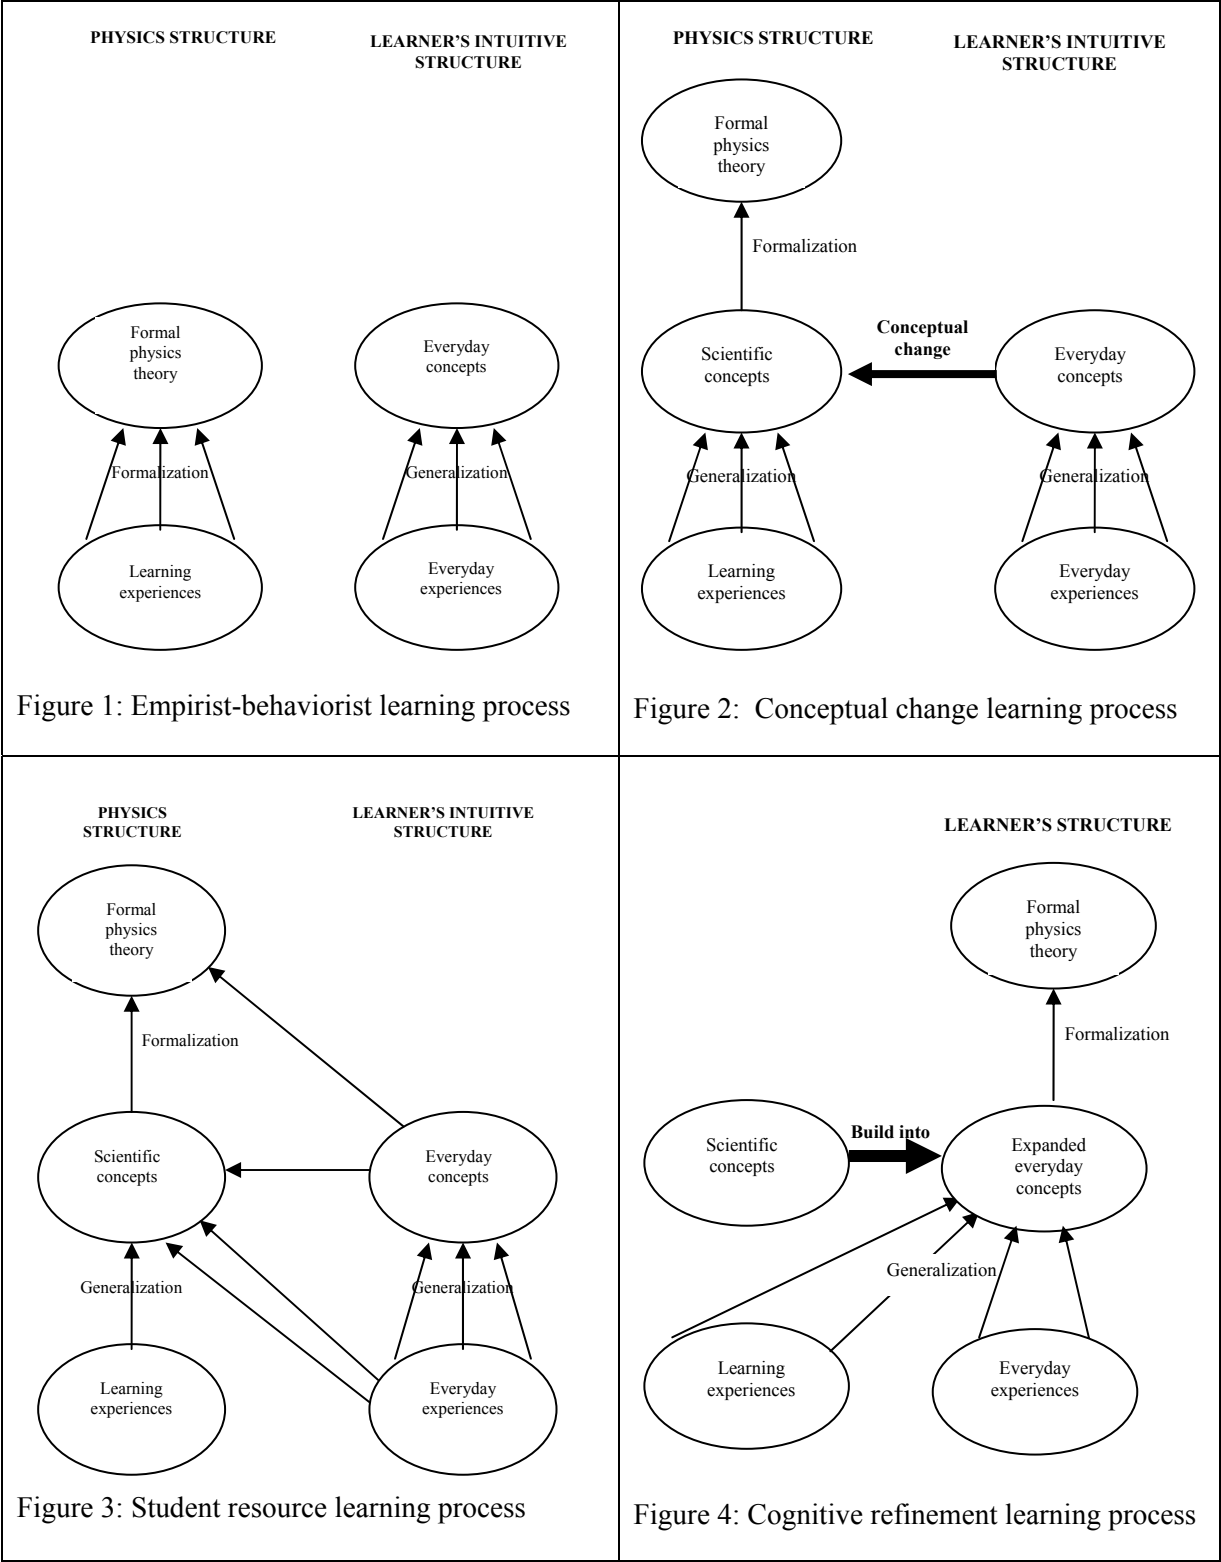 PHYSICS STRUCTURE
LEARNER'S INTUITIVE
STRUCTURE
Formal
physics
theory
Everyday
concepts
Formalization
Generalization
Learning
experiences
Everyday
experiences
Figure 1: Empirist-behaviorist learning process
PHYSICS STRUCTURE
LEARNER'S INTUITIVE
STRUCTURE
Formal
physics
theory
Formalization
Scientific
concepts
Conceptual
change
Everyday
concepts
Generalization
Generalization
Learning
experiences
Everyday
experiences
Figure 2: Conceptual change learning process
PHYSICS
STRUCTURE
LEARNER'S INTUITIVE
STRUCTURE
Formal
physics
theory
Formalization
Scientific
concepts
Everyday
concepts
Generalization
Generalization
Learning
experiences
Everyday
experiences
Figure 3: Student resource learning process
LEARNER'S STRUCTURE
Formal
physics
theory
Formalization
Scientific
concepts
Build into
Expanded
everyday
concepts
Generalization
Learning
experiences
Everyday
experiences
Figure 4: Cognitive refinement learning process